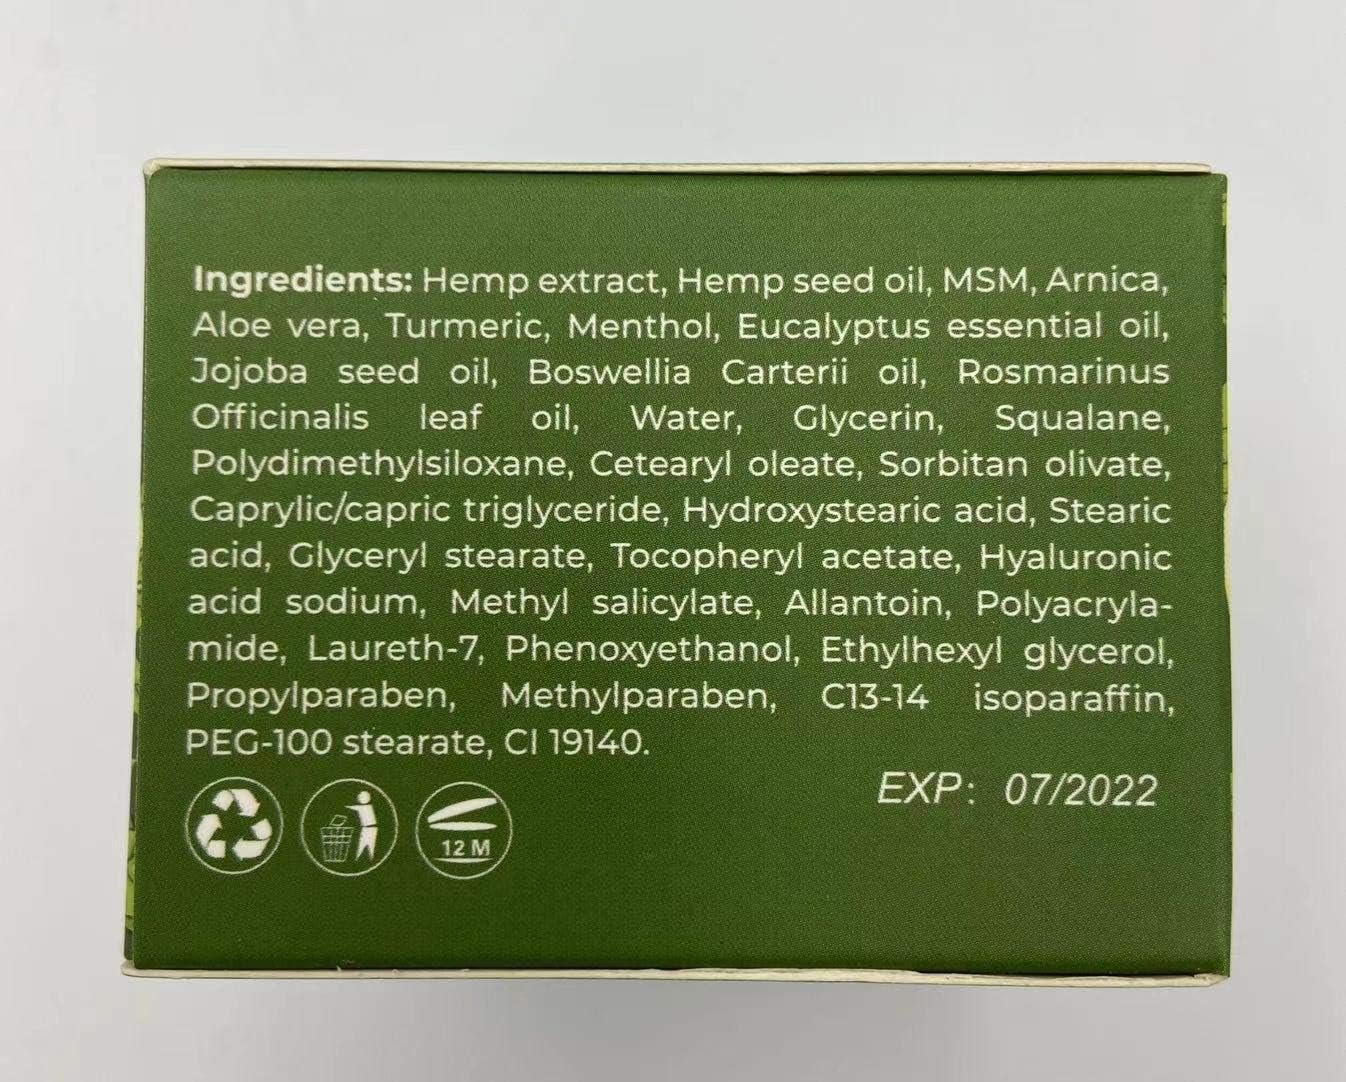 Ingredients: Hemp extract, Hemp seed oil, MSM, Arnica,
Aloe vera, Turmeric, Menthol, Eucalyptus essential oil,
Jojoba seed oil, Boswellia Carterii oil, Rosmarinus
Officinalis leaf oil, Water, Glycerin, Squalane,
Polydimethylsiloxane, Cetearyl oleate, Sorbitan olivate,
Caprylic/capric triglyceride, Hydroxystearic acid, Stearic
acid, Glyceryl stearate, Tocopheryl acetate, Hyaluronic
acid sodium, Methyl salicylate, Allantoin, Polyacryla-
mide, Laureth-7, Phenoxyethanol, Ethylhexyl glycerol,
Propylparaben, Methylparaben, C13-14 isoparaffin,
PEG-100 stearate, CI 19140.
EXP: 07/2022
12 M